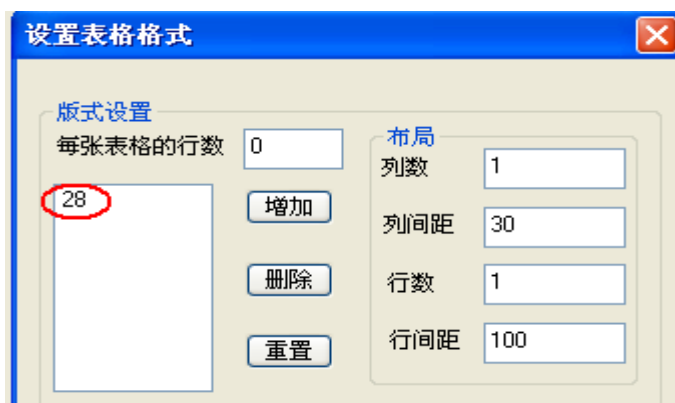 设置表格格式
版式设置
每张表格的行数 0
28
增加
删除
重置
布局
列数 1
列间距 30
行数 1
行间距 100